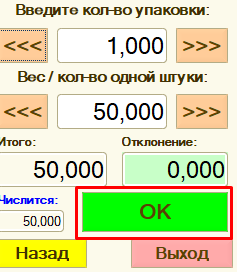 Введите кол-во упаковки:
<<< 1,000 >>>
Вес / кол-во одной штуки:
<<< 50,000 >>>
Итого: Отклонение:
50,000 0,000
Числится:
50,000 OK
Назад Выход